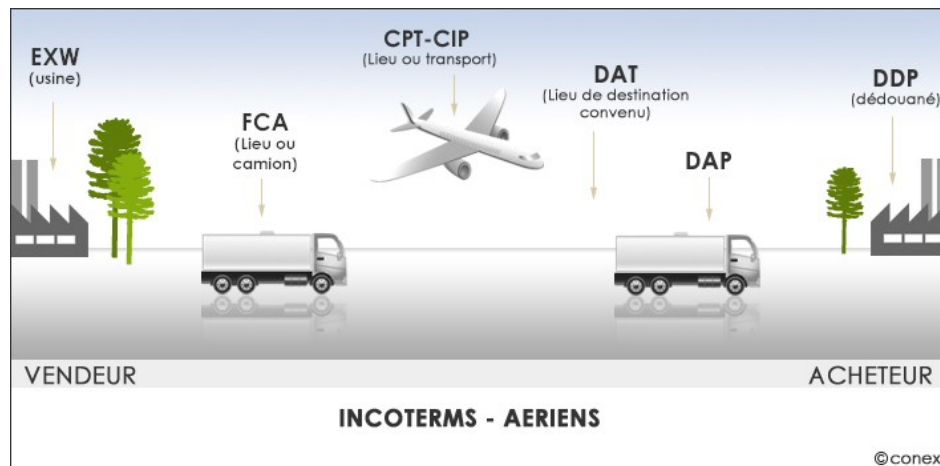 EXW
(usine)
FCA
(Lieu ou
camion)
CPT-CIP
(Lieu ou transport)
DAT
(Lieu de destination
convenu)
DAP
DDP
(dédouané)
VENDEUR
ACHETEUR
INCOTERMS - AERIENS
©conex